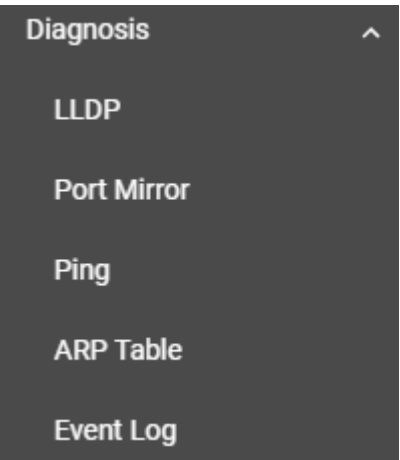 Diagnosis
LLDP
Port Mirror
Ping
ARP Table
Event Log